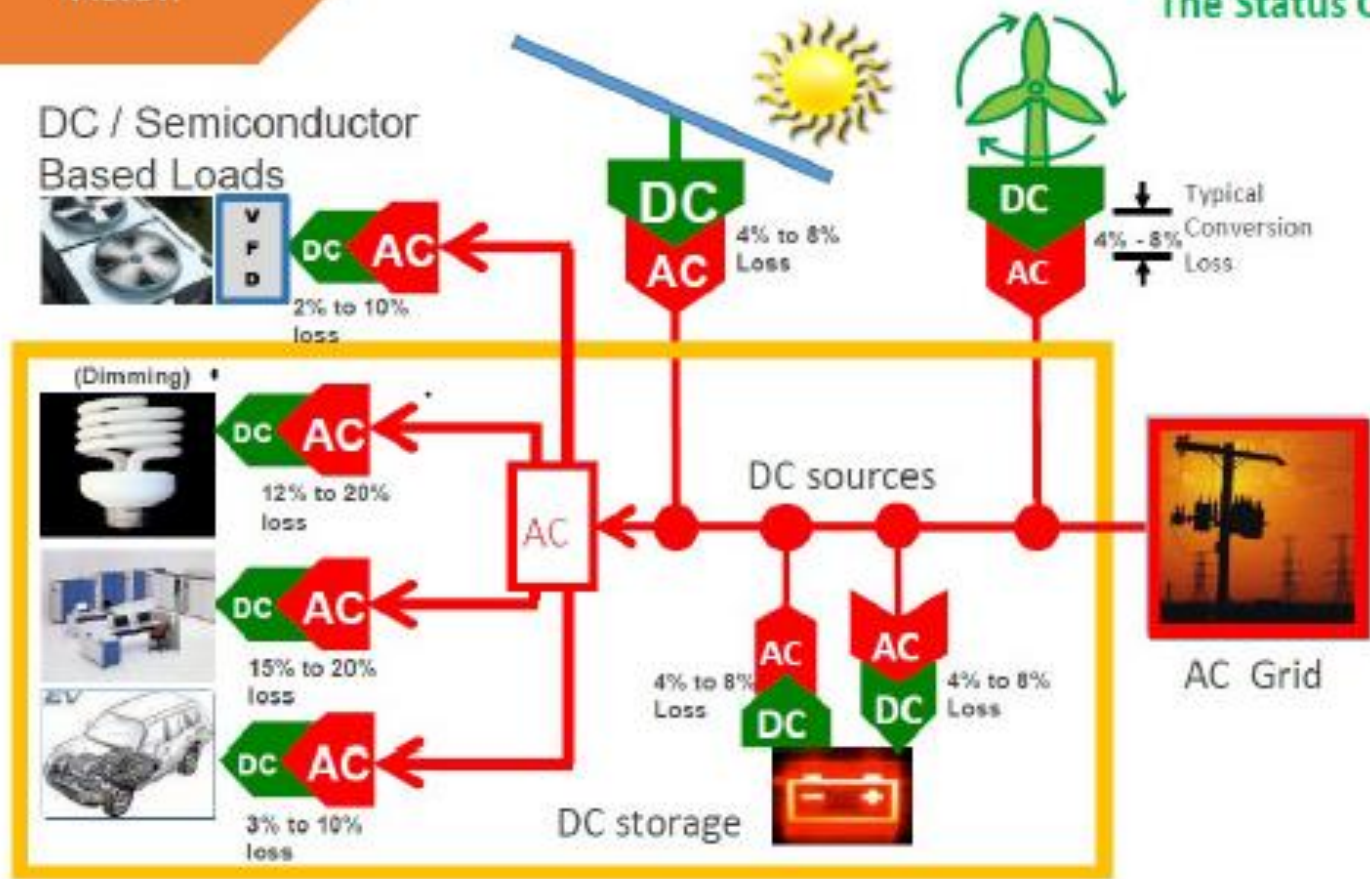 The Status
DC / Semiconductor
Based Loads
V
F
D
DC
AC
2% to 10%
loss
DC
AC
4% to 8%
Loss
DC
AC
4% - 8%
Typical
Conversion
Loss
(Dimming)
DC
AC
12% to 20%
loss
DC
AC
15% to 20%
loss
EV
DC
AC
3% to 10%
loss
AC
DC sources
AC
DC
4% to 8%
Loss
AC
DC
4% to 8%
Loss
DC storage
AC Grid